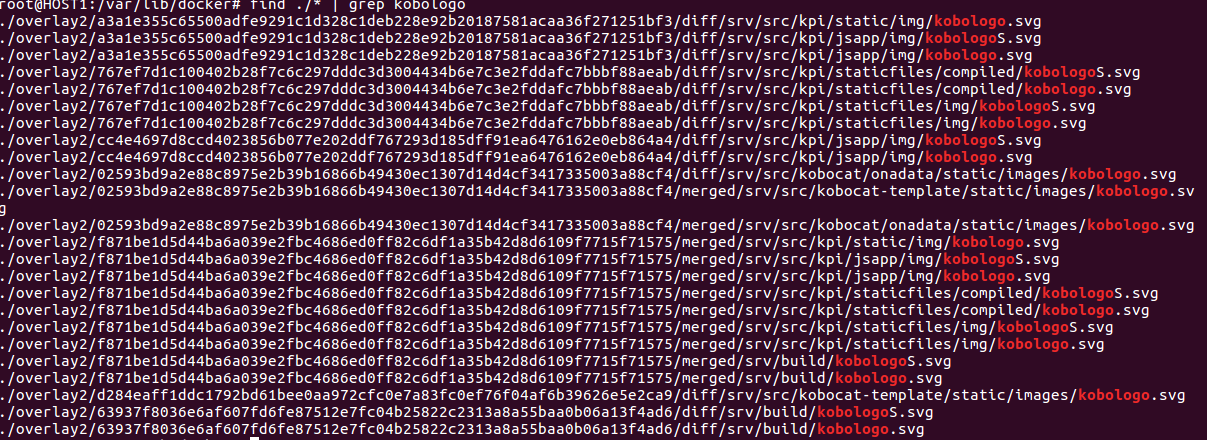 root@HOST1:/var/lib/docker# find ./* | grep kobologo
./overlay2/a3a1e355c65500adfe9291c1d328c1deb228e92b20187581acaa36f271251bf3/diff/srv/src/kpi/static/img/kobologo.svg
./overlay2/a3a1e355c65500adfe9291c1d328c1deb228e92b20187581acaa36f271251bf3/diff/srv/src/kpi/jsapp/img/kobologoS.svg
./overlay2/a3a1e355c65500adfe9291c1d328c1deb228e92b20187581acaa36f271251bf3/diff/srv/src/kpi/jsapp/img/kobologo.svg
./overlay2/767ef7d1c100402b28f7c6c297dddc3d3004434b6e7c3e2fddafc7bbbf88aeab/diff/srv/src/kpi/staticfiles/compiled/kobologoS.svg
./overlay2/767ef7d1c100402b28f7c6c297dddc3d3004434b6e7c3e2fddafc7bbbf88aeab/diff/srv/src/kpi/staticfiles/compiled/kobologo.svg
./overlay2/767ef7d1c100402b28f7c6c297dddc3d3004434b6e7c3e2fddafc7bbbf88aeab/diff/srv/src/kpi/staticfiles/img/kobologoS.svg
./overlay2/767ef7d1c100402b28f7c6c297dddc3d3004434b6e7c3e2fddafc7bbbf88aeab/diff/srv/src/kpi/staticfiles/img/kobologo.svg
./overlay2/cc4e4697d8ccd4023856b077e202ddf767293d185dff91ea6476162e0eb864a4/diff/srv/src/kpi/jsapp/img/kobologoS.svg
./overlay2/cc4e4697d8ccd4023856b077e202ddf767293d185dff91ea6476162e0eb864a4/diff/srv/src/kpi/jsapp/img/kobologo.svg
./overlay2/02593bd9a2e88c8975e2b39b16866b49430ec1307d14d4cf3417335003a88cf4/diff/srv/src/kobocat/onadata/static/images/kobologo.svg
./overlay2/02593bd9a2e88c8975e2b39b16866b49430ec1307d14d4cf3417335003a88cf4/merged/srv/src/kobocat-template/static/images/kobologo.sv
g
./overlay2/02593bd9a2e88c8975e2b39b16866b49430ec1307d14d4cf3417335003a88cf4/merged/srv/src/kobocat/onadata/static/images/kobologo.svg
./overlay2/f871be1d5d44ba6a039e2fbc4686ed0ff82c6df1a35b42d8d6109f7715f71575/merged/srv/src/kpi/static/img/kobologo.svg
./overlay2/f871be1d5d44ba6a039e2fbc4686ed0ff82c6df1a35b42d8d6109f7715f71575/merged/srv/src/kpi/jsapp/img/kobologoS.svg
./overlay2/f871be1d5d44ba6a039e2fbc4686ed0ff82c6df1a35b42d8d6109f7715f71575/merged/srv/src/kpi/jsapp/img/kobologo.svg
./overlay2/f871be1d5d44ba6a039e2fbc4686ed0ff82c6df1a35b42d8d6109f7715f71575/merged/srv/src/kpi/staticfiles/compiled/kobologoS.svg
./overlay2/f871be1d5d44ba6a039e2fbc4686ed0ff82c6df1a35b42d8d6109f7715f71575/merged/srv/src/kpi/staticfiles/compiled/kobologo.svg
./overlay2/f871be1d5d44ba6a039e2fbc4686ed0ff82c6df1a35b42d8d6109f7715f71575/merged/srv/src/kpi/staticfiles/img/kobologoS.svg
./overlay2/f871be1d5d44ba6a039e2fbc4686ed0ff82c6df1a35b42d8d6109f7715f71575/merged/srv/src/kpi/staticfiles/img/kobologo.svg
./overlay2/f871be1d5d44ba6a039e2fbc4686ed0ff82c6df1a35b42d8d6109f7715f71575/merged/srv/build/kobologoS.svg
./overlay2/f871be1d5d44ba6a039e2fbc4686ed0ff82c6df1a35b42d8d6109f7715f71575/merged/srv/build/kobologo.svg
./overlay2/d284eaff1ddc1792bd61bee0aa972cfc0e7a83fc0ef76f04af6b39626e5e2ca9/diff/srv/src/kobocat-template/static/images/kobologo.svg
./overlay2/63937f8036e6af607fd6fe87512e7fc04b25822c2313a8a55baa0b06a13f4ad6/diff/srv/build/kobologoS.svg
./overlay2/63937f8036e6af607fd6fe87512e7fc04b25822c2313a8a55baa0b06a13f4ad6/diff/srv/build/kobologo.svg